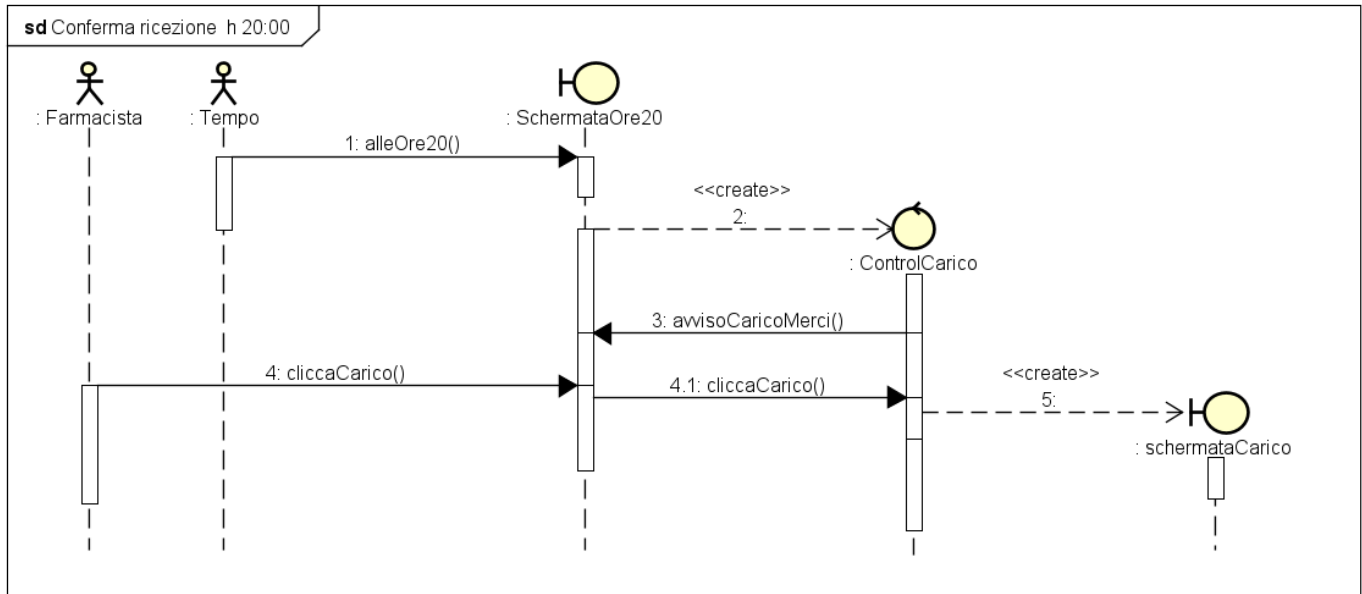 sd Conferma ricezione h 20:00
: Farmacista
: Tempo
: SchermataOre20
1: alleOre20()
<<create>>
2:
: ControlCarico
3: avvisoCaricoMerci()
4: cliccaCarico()
4.1: cliccaCarico()
<<create>>
5:
: schermataCarico